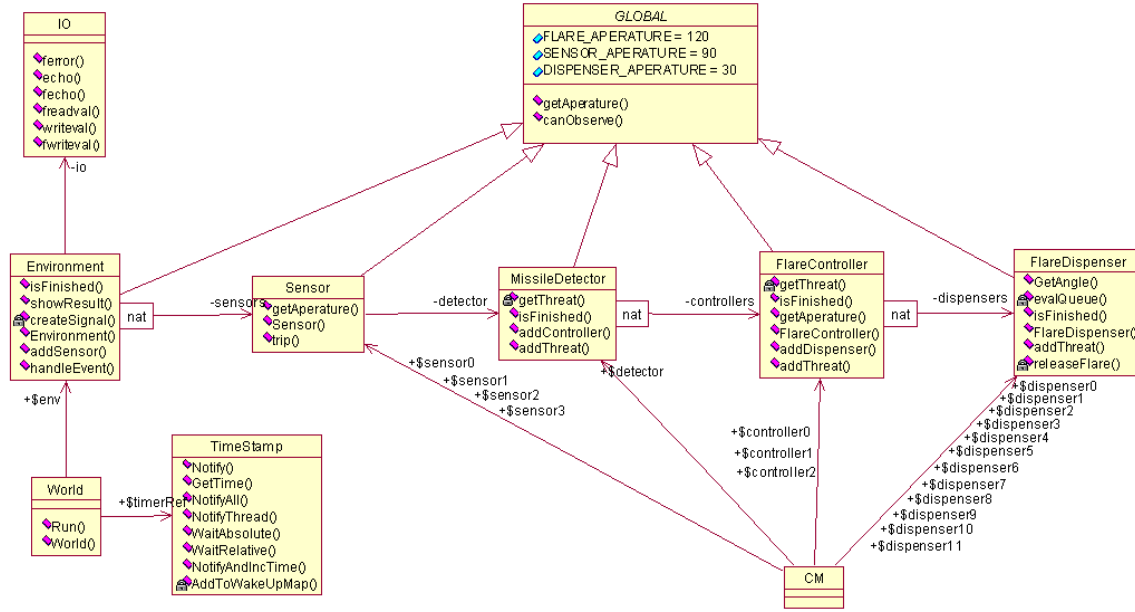 IO
ferror()
echo()
fecho()
freadval()
writeval()
fwriteval()
-io
GLOBAL
FLARE_APERATURE = 120
SENSOR_APERATURE = 90
DISPENSER_APERATURE = 30
getAperature()
canObserve()
Environment
isFinished()
showResult()
createSignal()
Environment()
addSensor()
handleEvent()
nat
-sensors
Sensor
getAperature()
Sensor()
trip()
-detector
MissileDetector
getThreat()
isFinished()
addController()
addThreat()
nat
-controllers
FlareController
getThreat()
isFinished()
getAperature()
FlareController()
addDispenser()
addThreat()
nat
-dispensers
FlareDispenser
GetAngle()
evalQueue()
isFinished()
FlareDispenser()
addThreat()
releaseFlare()
+$env
+$sensor0
+$sensor1
+$sensor2
+$sensor3
+$detector
+$controller0
+$controller1
+$controller2
+$dispenser0
+$dispenser1
+$dispenser2
+$dispenser3
+$dispenser4
+$dispenser5
+$dispenser6
+$dispenser7
+$dispenser8
+$dispenser9
+$dispenser10
+$dispenser11
World
Run()
World()
+$timerRef
TimeStamp
Notify()
GetTime()
NotifyAll()
NotifyThread()
WaitAbsolute()
WaitRelative()
NotifyAndIncTime()
AddToWakeUpMap()
CM